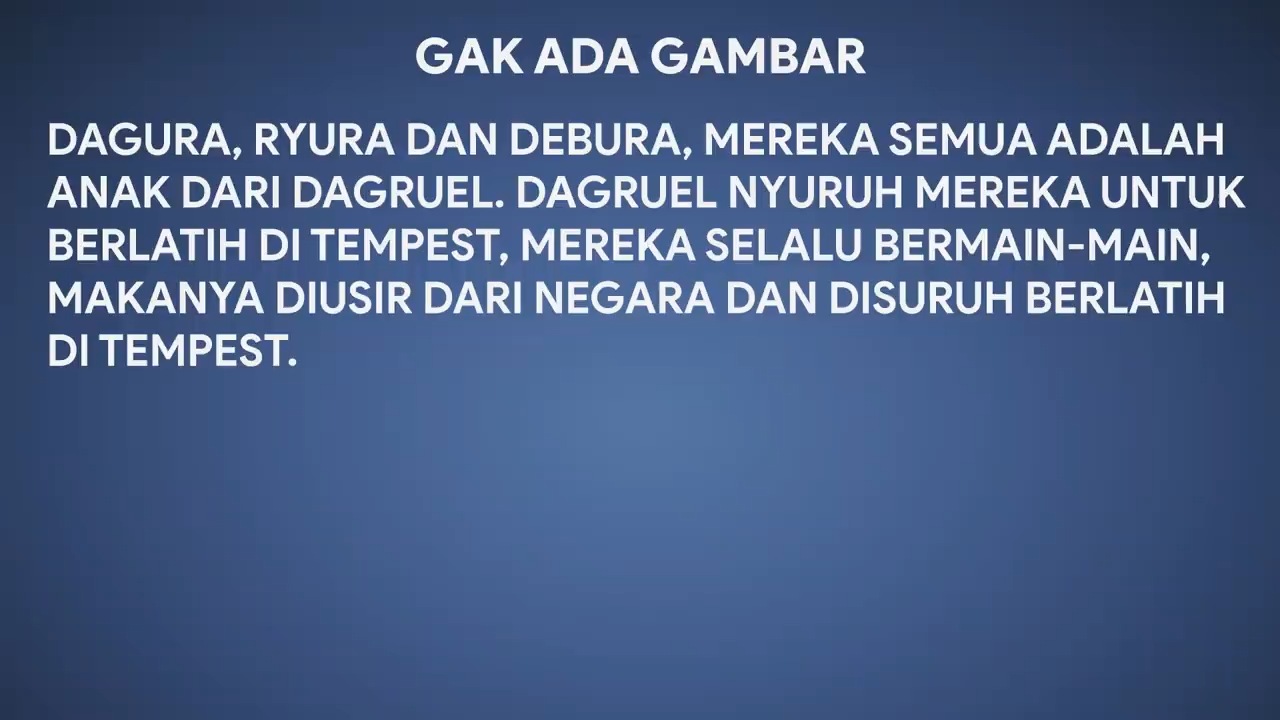 GAK ADA GAMBAR
DAGURA, RYURA DAN DEBURA, MEREKA SEMUA ADALAH
ANAK DARI DAGRUEL. DAGRUEL NYURUH MEREKA UNTUK
BERLATIH DI TEMPEST, MEREKA SELALU BERMAIN-MAIN,
MAKANYA DIUSIR DARI NEGARA DAN DISURUH BERLATIH
DI TEMPEST.